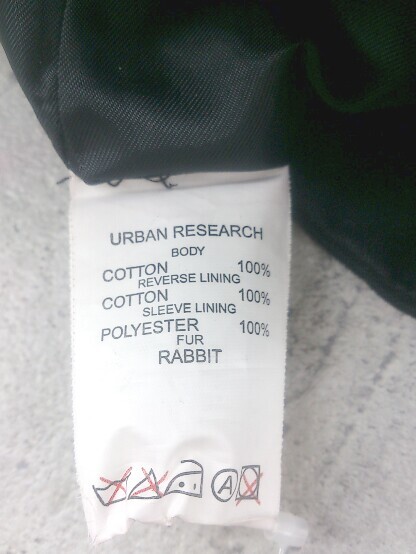 URBAN RESEARCH
BODY
COTTON 100%
REVERSE LINING
COTTON 100%
SLEEVE LINING
POLYESTER 100%
FUR
RABBIT
A